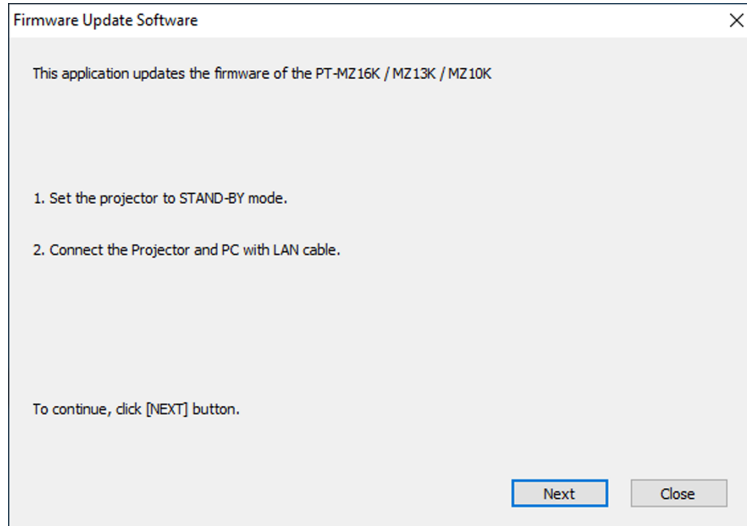 Firmware Update Software
This application updates the firmware of the PT-MZ16K / MZ13K / MZ10K
1. Set the projector to STAND-BY mode.
2. Connect the Projector and PC with LAN cable.
To continue, click [NEXT] button.
Next
Close